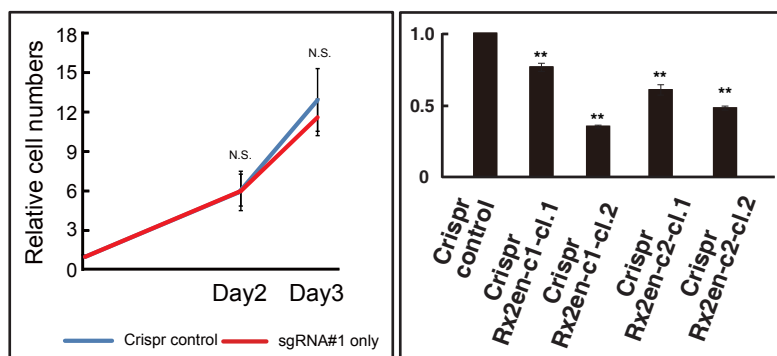 Relative cell numbers
18
15
12
9
6
3
0
N.S.
N.S.
Day2
Day3
Crispr control
sgRNA#1 only
1.0
0.5
0
**
**
**
**
Crispr
control
Crispr
Rx2en-c1-cl.1
Crispr
Rx2en-c1-cl.2
Crispr
Rx2en-c2-cl.1
Crispr
Rx2en-c2-cl.2